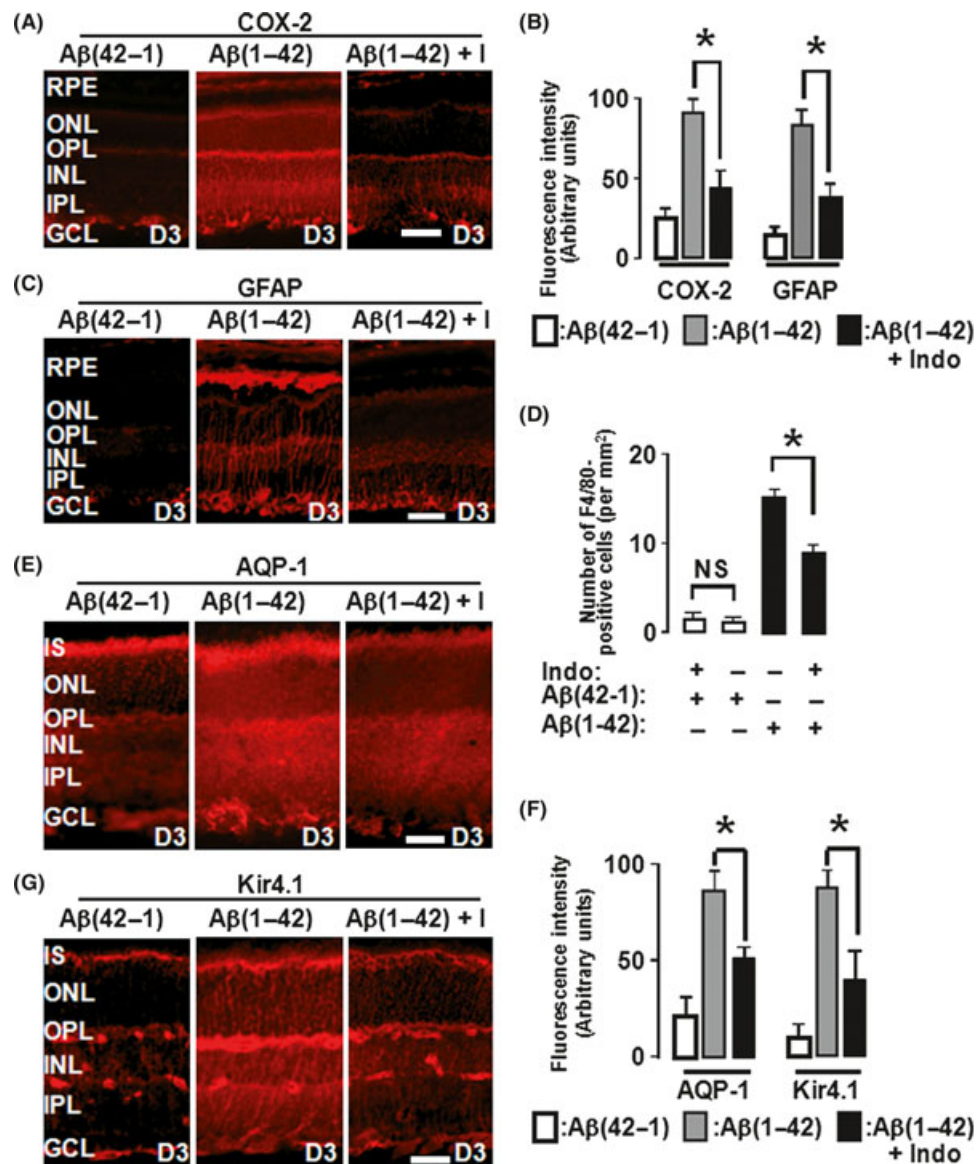 (A)
COX-2
Aβ(42–1) Aβ(1–42) Aβ(1–42) + I
RPE
ONL
OPL
INL
IPL
GCL
D3 D3 D3
(B)
Fluorescence intensity
(Arbitrary units)
100
50
0
* *
COX-2 GFAP
:Aβ(42–1) :Aβ(1–42) :Aβ(1–42)
+ Indo
(C)
GFAP
Aβ(42–1) Aβ(1–42) Aβ(1–42) + I
RPE
ONL
OPL
INL
IPL
GCL
D3 D3 D3
(D)
Number of F4/80-
positive cells (per mm²)
20
10
0
NS
*
Indo: + – – +
Aβ(42-1): + + – –
Aβ(1-42): – – + +
(E)
AQP-1
Aβ(42–1) Aβ(1–42) Aβ(1–42) + I
IS
ONL
OPL
INL
IPL
GCL
D3 D3 D3
(F)
Fluorescence intensity
(Arbitrary units)
100
50
0
* *
AQP-1 Kir4.1
:Aβ(42–1) :Aβ(1–42) :Aβ(1–42)
+ Indo
(G)
Kir4.1
Aβ(42–1) Aβ(1–42) Aβ(1–42) + I
IS
ONL
OPL
INL
IPL
GCL
D3 D3 D3